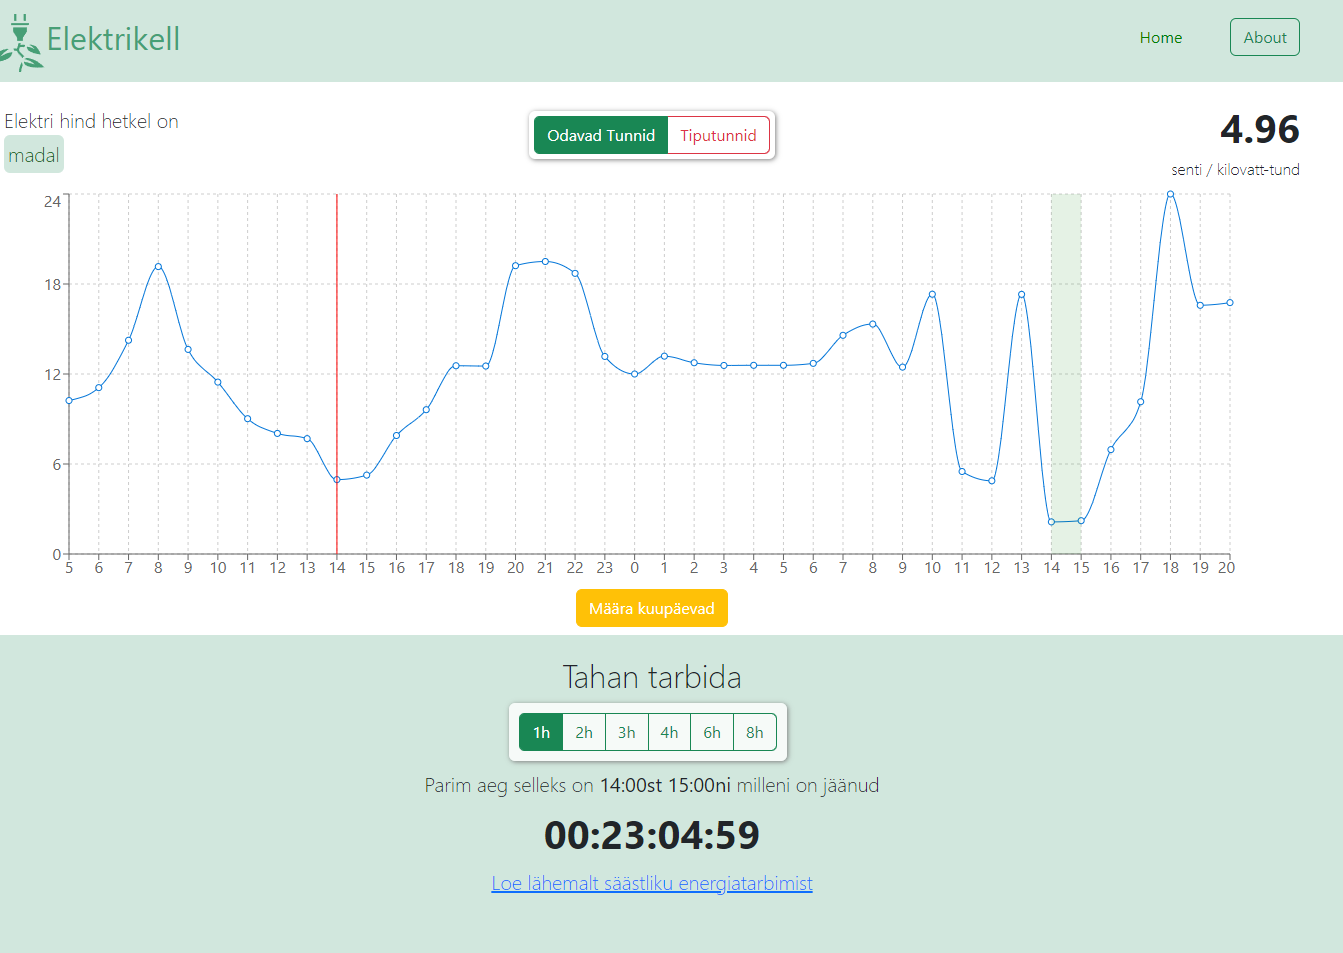 Elektrikell
Home
About
Elektri hind hetkel on
madal
Odavad Tunnid
Tiputunnid
4.96
senti / kilovatt-tund
24
18
12
6
0
5 6 7 8 9 10 11 12 13 14 15 16 17 18 19 20 21 22 23 0 1 2 3 4 5 6 7 8 9 10 11 12 13 14 15 16 17 18 19 20
Määra kuupäevad
Tahan tarbida
1h 2h 3h 4h 6h 8h
Parim aeg selleks on 14:00st 15:00ni milleni on jäänud
00:23:04:59
Loe lähemalt säästliku energiatarbimist